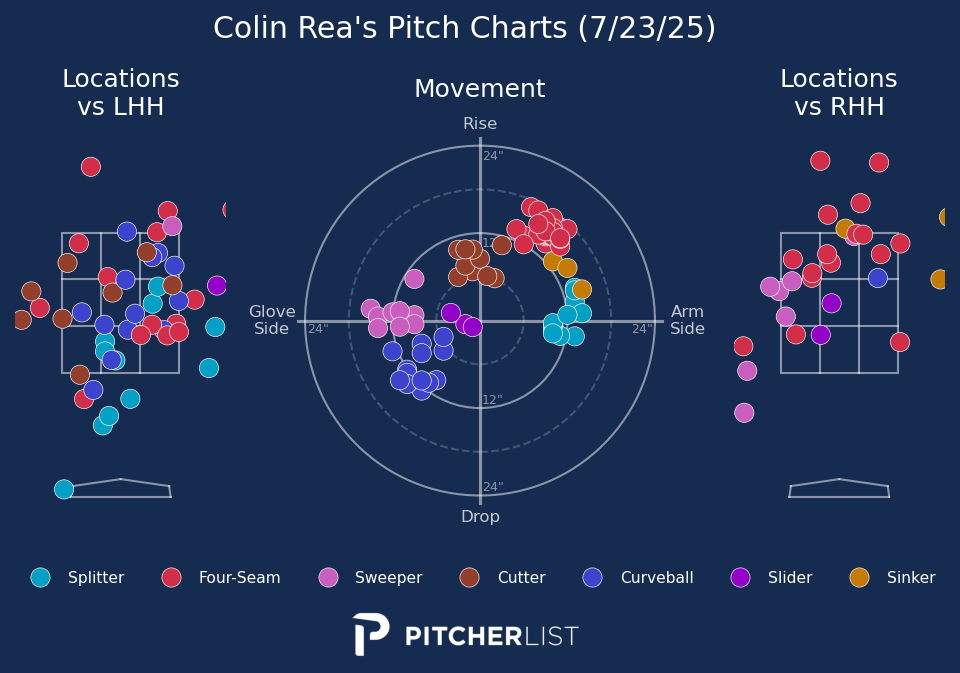 Colin Rea's Pitch Charts (7/23/25)
Locations
vs LHH
Movement
Locations
vs RHH
Rise
24"
12"
Glove
Side
24"
24"
Arm
Side
12"
24"
Drop
Splitter
Four-Seam
Sweeper
Cutter
Curveball
Slider
Sinker
PITCHERLIST